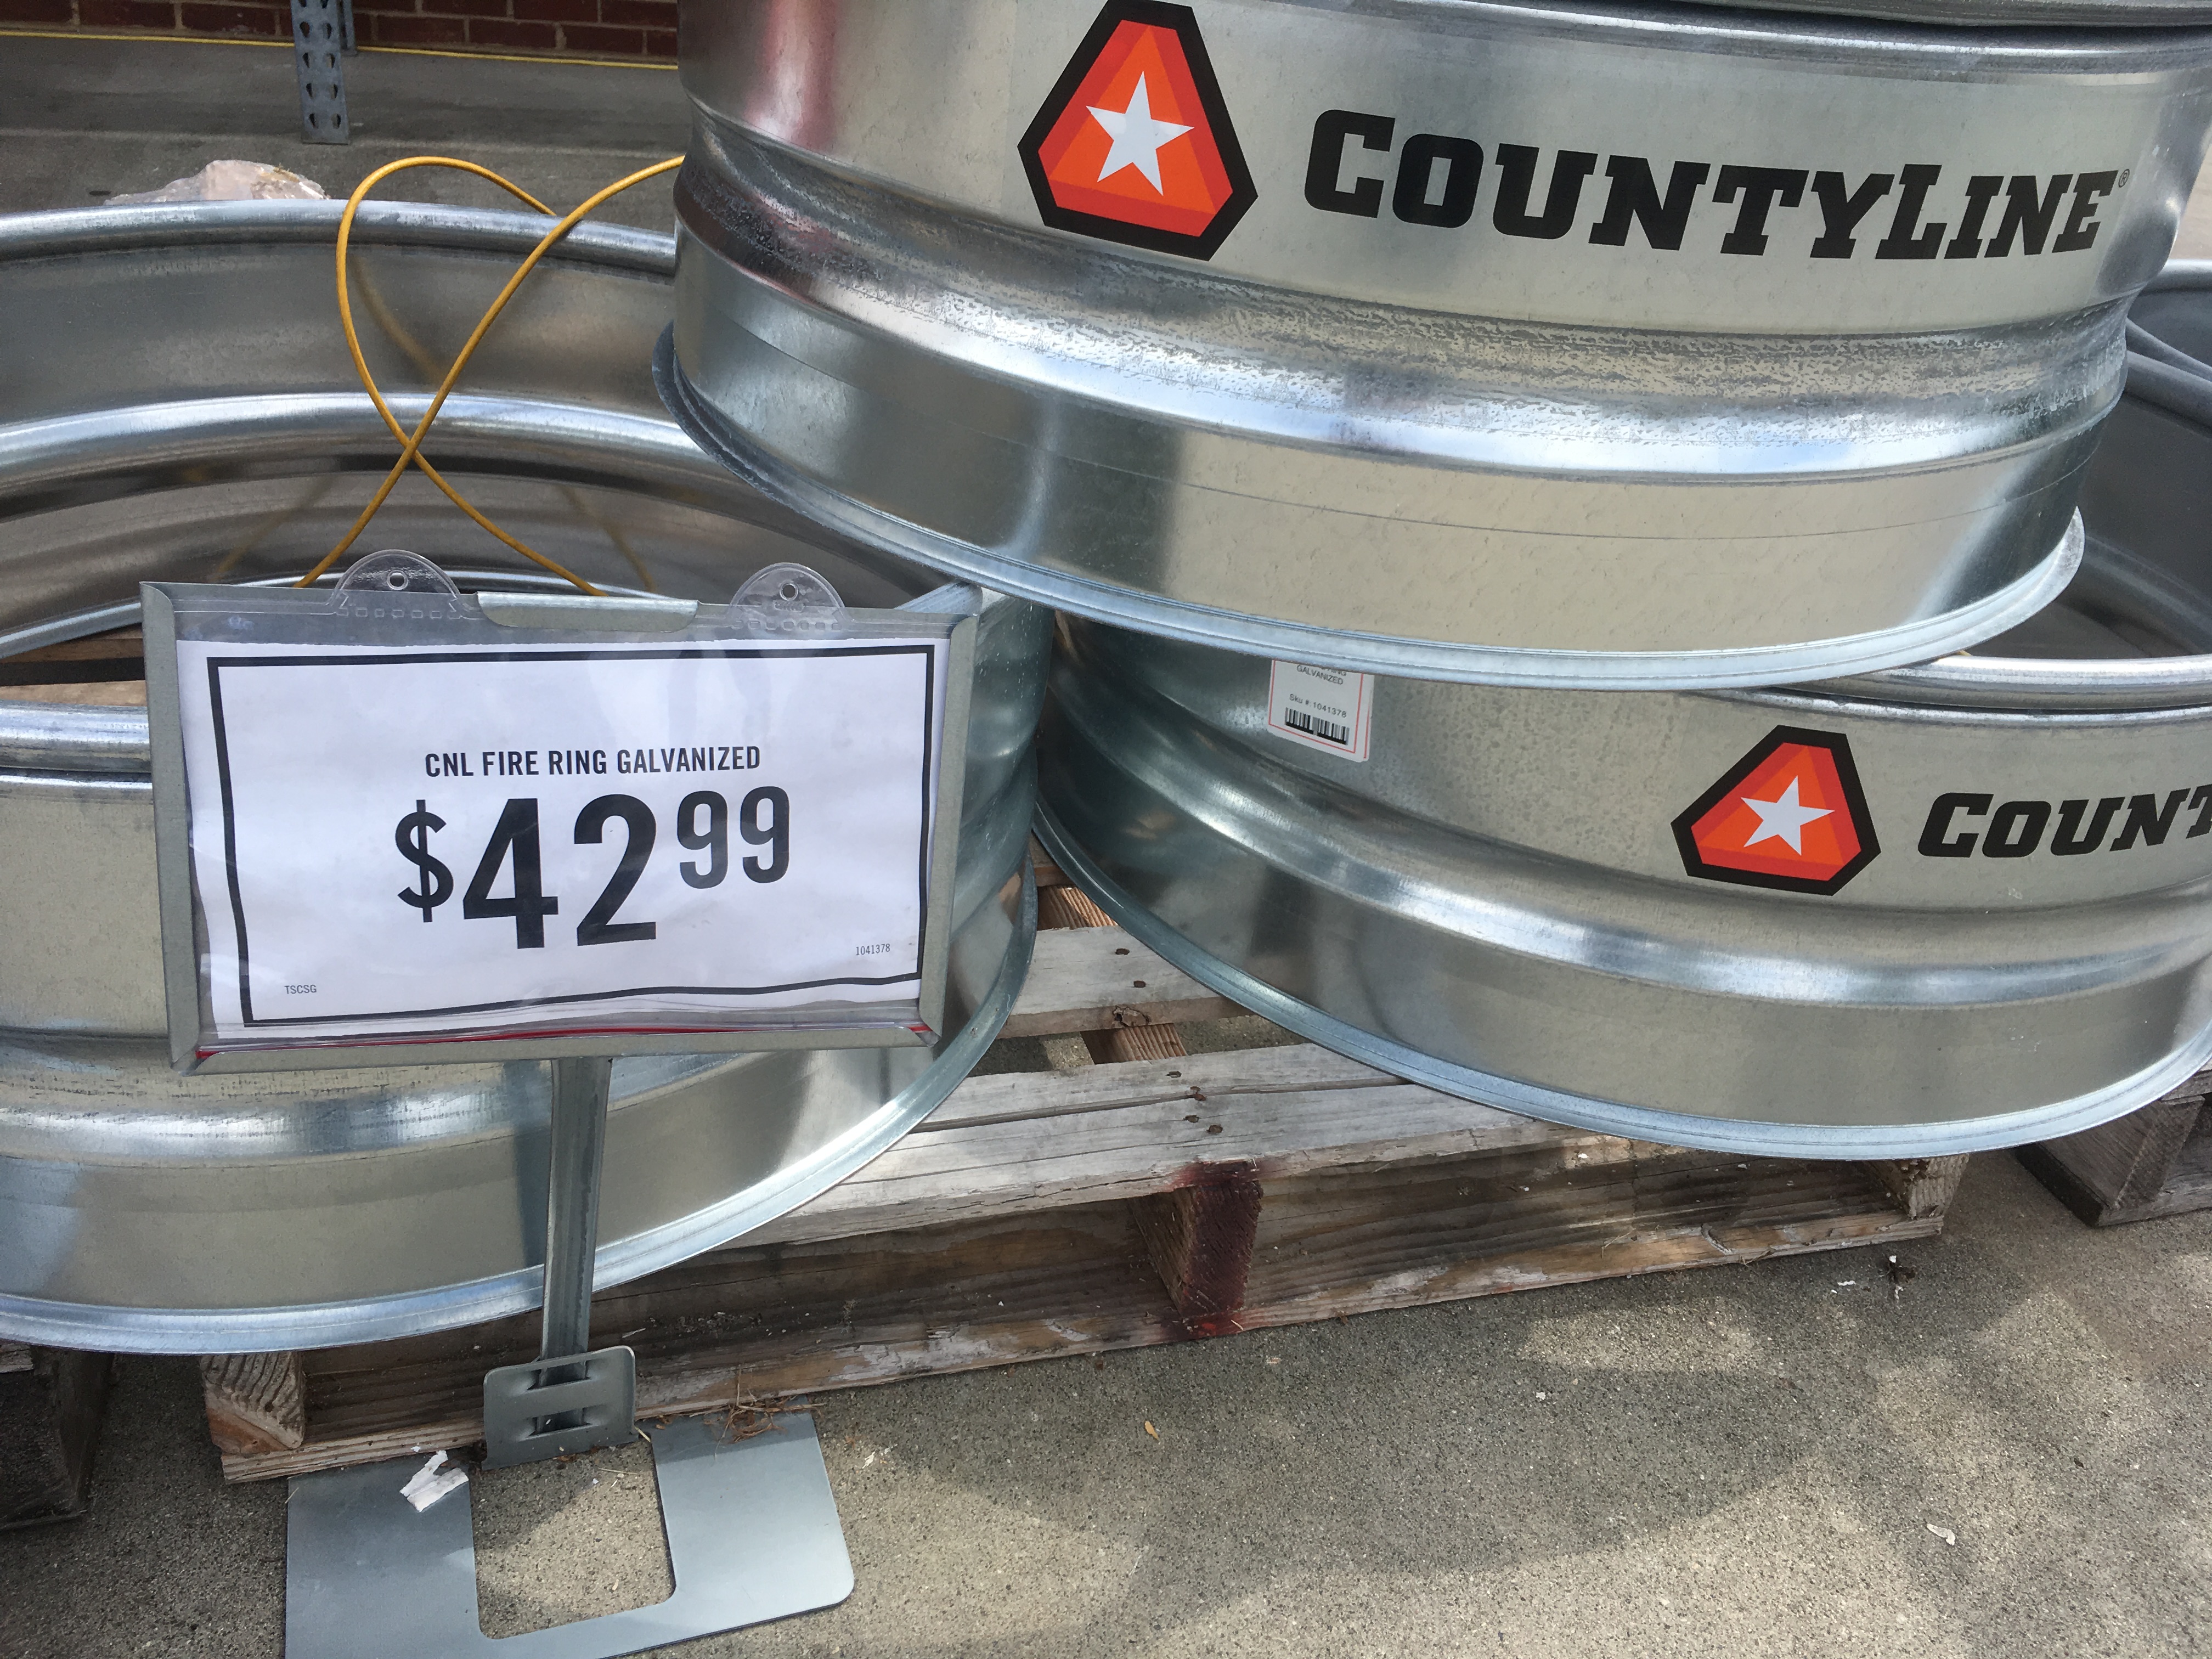 COUNTYLINE®
GALVANIZED
Sku # 1041378
COUNT
CNL FIRE RING GALVANIZED
$42 99
1041378
TSCSG